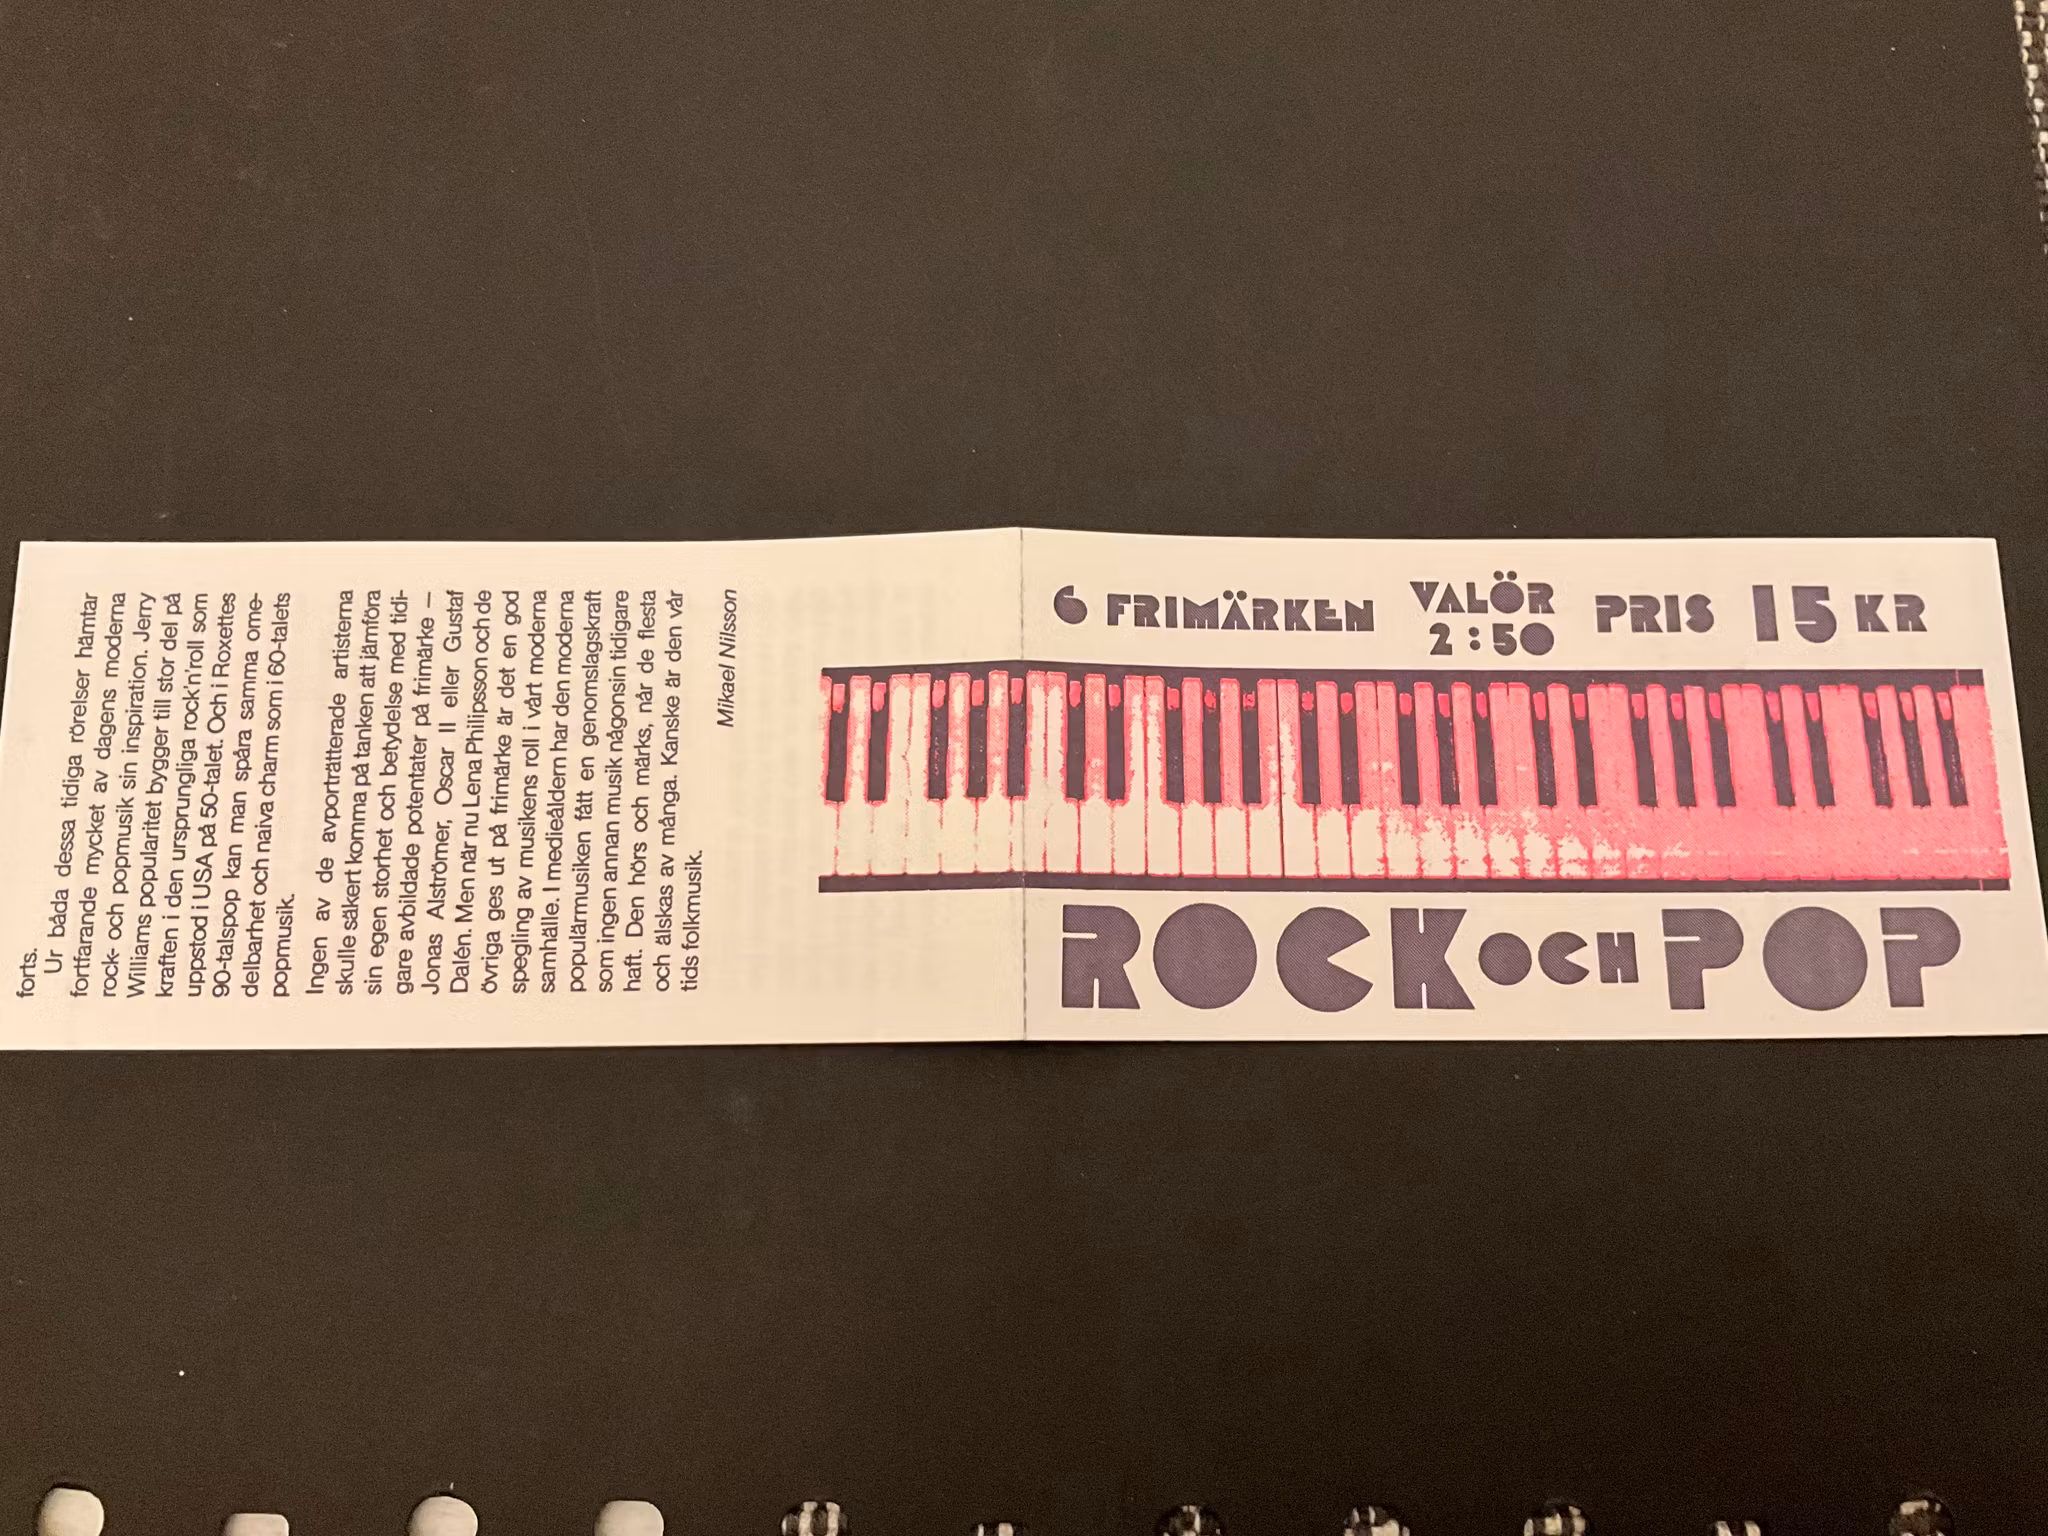 forts.
Ur båda dessa tidiga rörelser hämtar
fortfarande mycket av dagens moderna
rock- och popmusik sin inspiration. Jerry
Williams popularitet bygger till stor del på
kraften i den ursprungliga rock'n'roll som
uppstod i USA på 50-talet. Och i Roxettes
90-talspop kan man spåra samma ome-
delbarhet och naiva charm som i 60-talets
popmusik.
Ingen av de avporträtterade artisterna
skulle säkert komma på tanken att jämföra
sin egen storhet och betydelse med tidi-
gare avbildade potentater på frimärke —
Jonas Alströmer, Oscar II eller Gustaf
Dalén. Men när nu Lena Philipsson och de
övriga ges ut på frimärke är det en god
spegling av musikens roll i vårt moderna
samhälle. I medieåldern har den moderna
populärmusiken fått en genomslagskraft
som ingen annan musik någonsin tidigare
haft. Den hörs och märks, når de flesta
och älskas av många. Kanske är den vår
tids folkmusik.
Mikael Nilsson
6 FRIMÄRKEN VALÖR 2:50 PRIS 15 KR
ROCK OCH POP